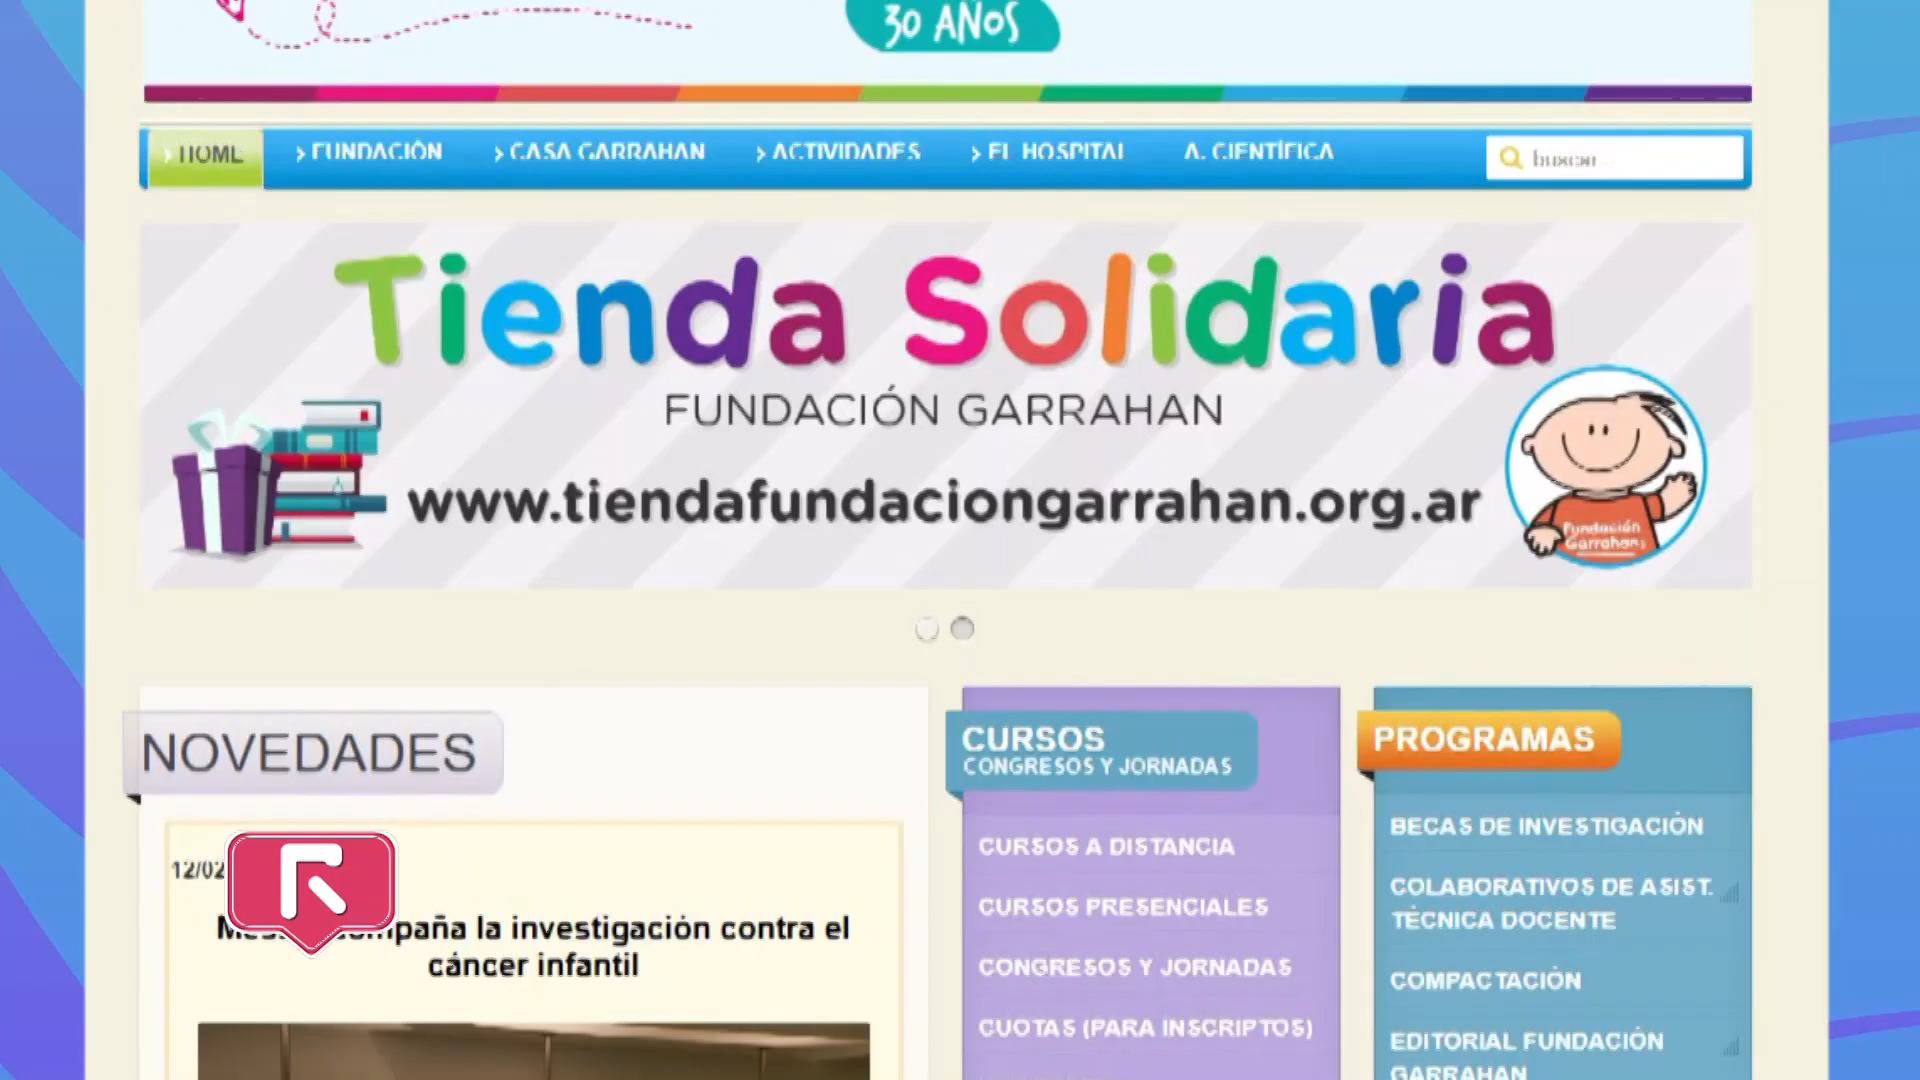 30 AÑOS
HOME
FUNDACIÓN
CASA GARRAHAN
ACTIVIDADES
EL HOSPITAL
A. CIENTÍFICA
buscar...
Tienda Solidaria
FUNDACIÓN GARRAHAN
www.tiendafundaciongarrahan.org.ar
Fundación
Garrahan
NOVEDADES
12/02
acompaña la investigación contra el
cáncer infantil
CURSOS
CONGRESOS Y JORNADAS
CURSOS A DISTANCIA
CURSOS PRESENCIALES
CONGRESOS Y JORNADAS
CUOTAS (PARA INSCRIPTOS)
PROGRAMAS
BECAS DE INVESTIGACIÓN
COLABORATIVOS DE ASIST.
TÉCNICA DOCENTE
COMPACTACIÓN
EDITORIAL FUNDACIÓN
GARRAHAN